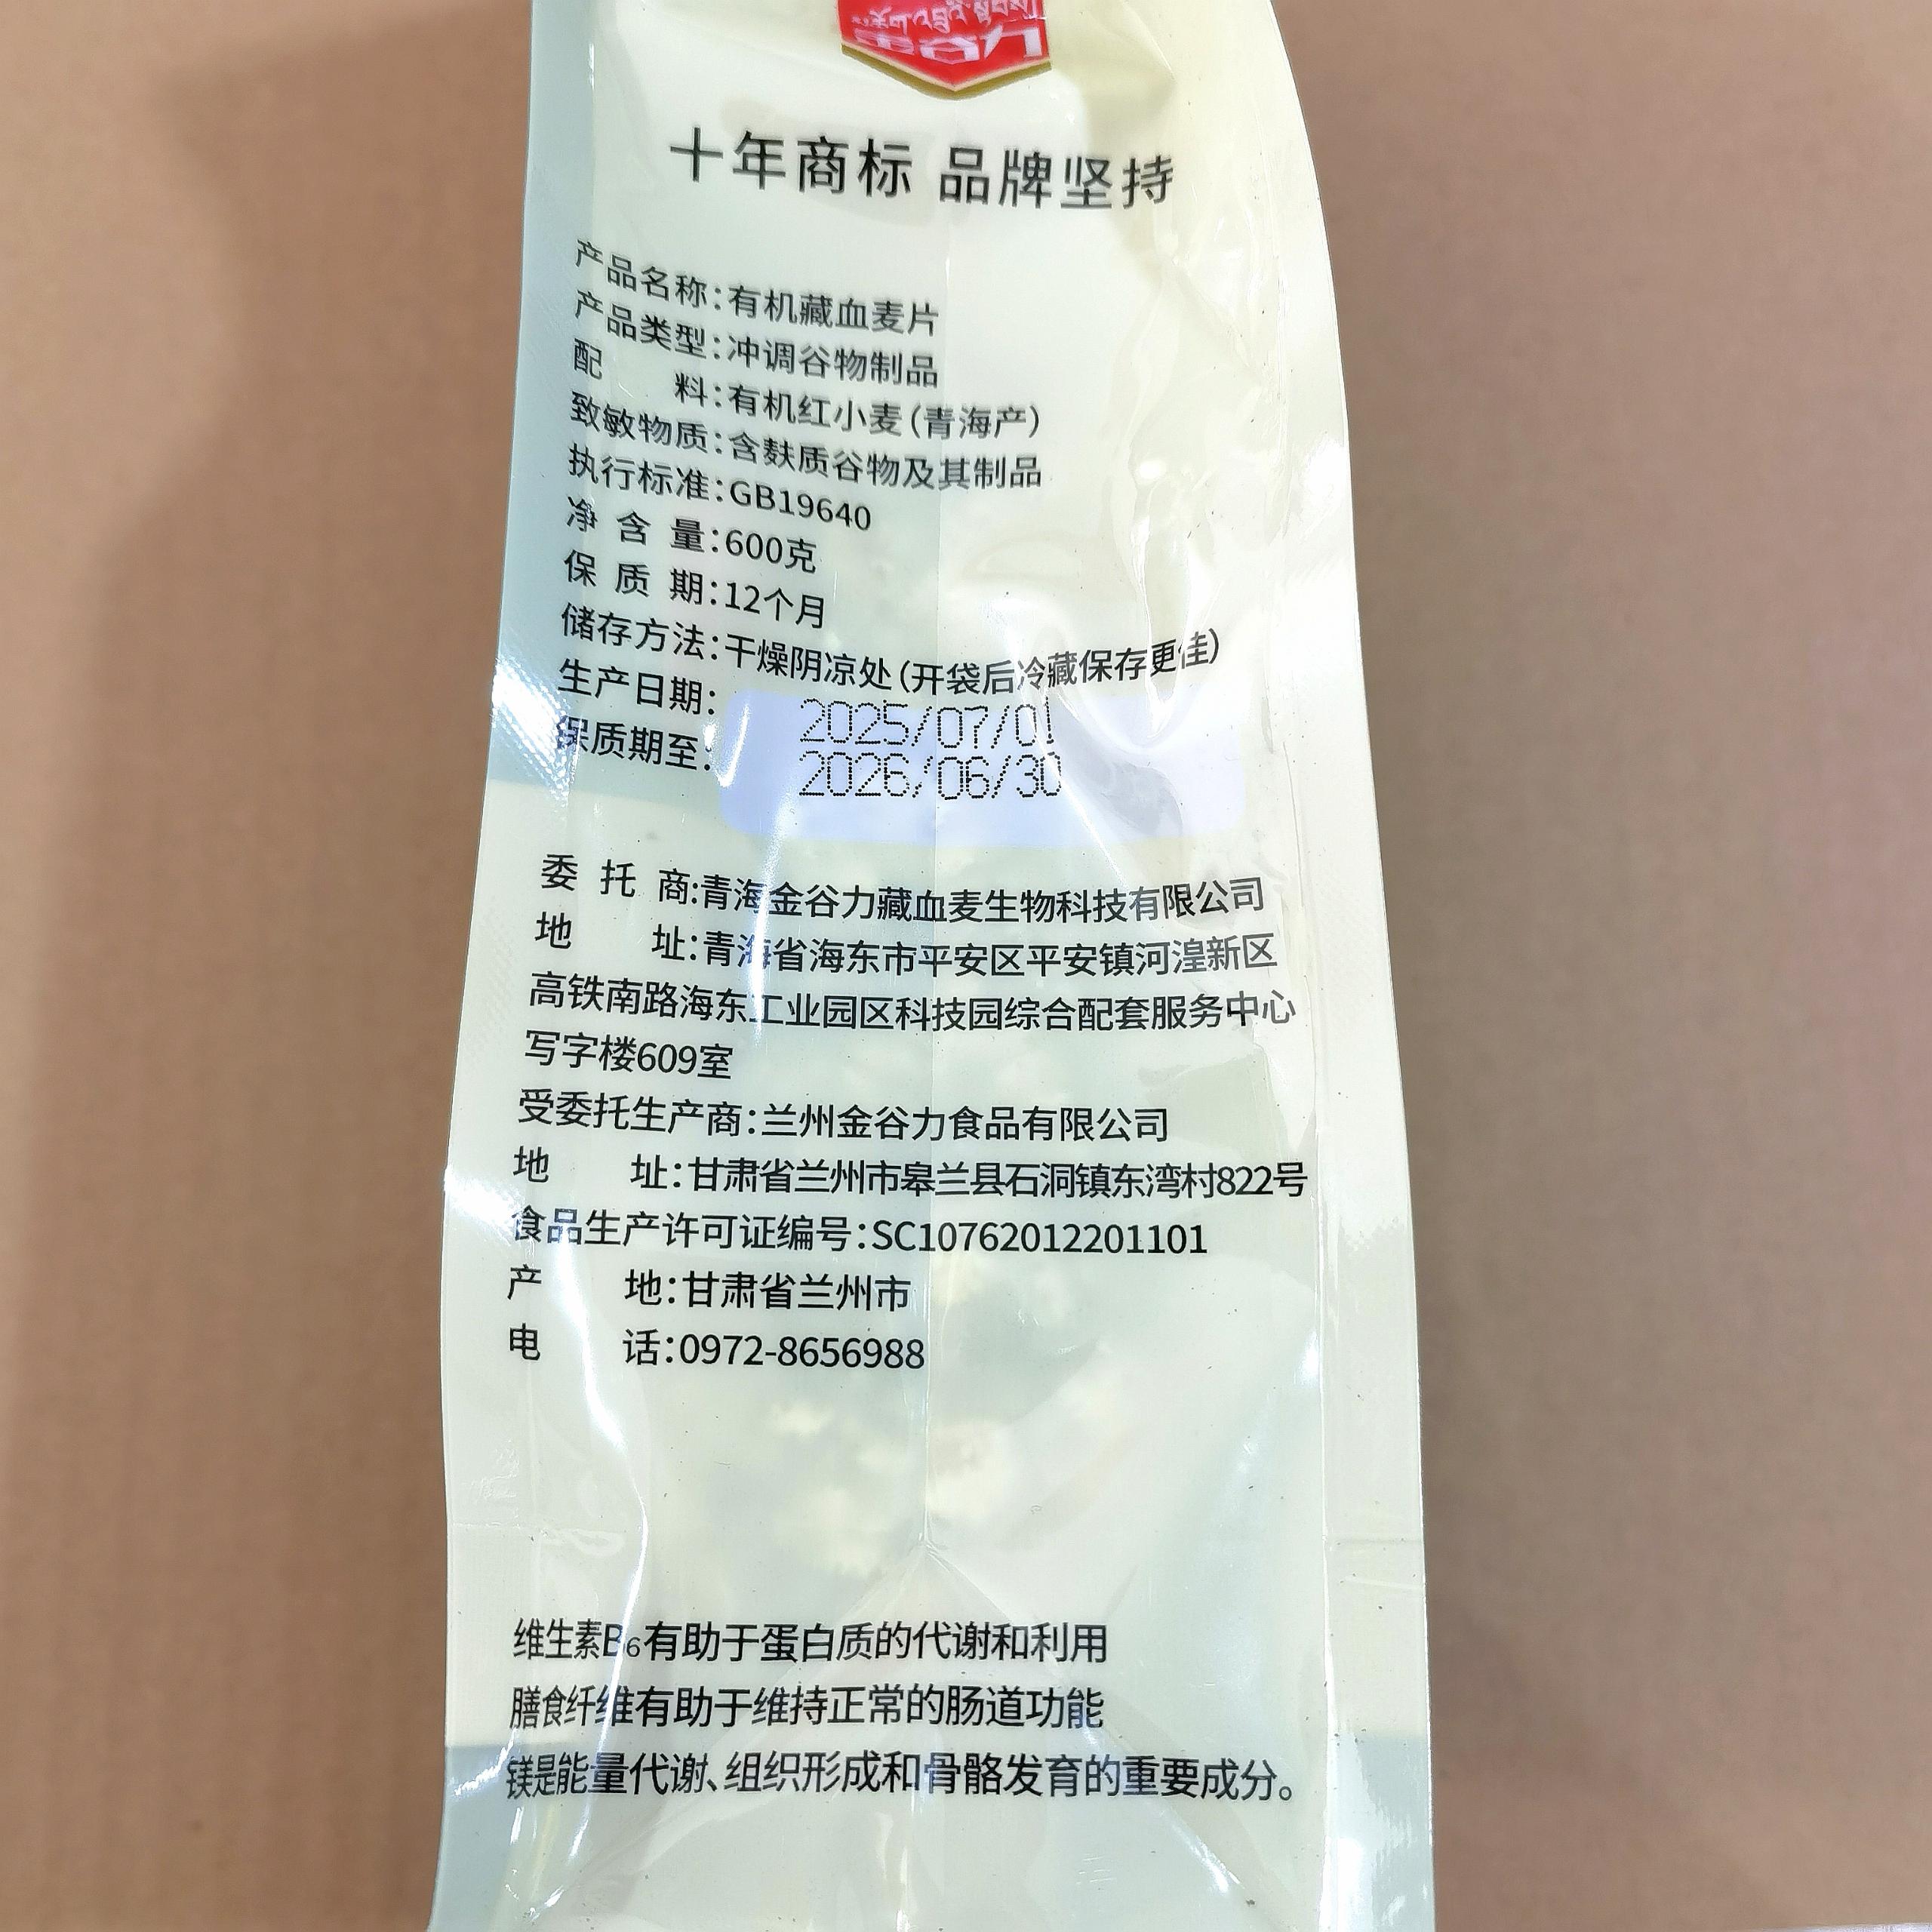 十年商标 品牌坚持
产品名称：有机藏血麦片
产品类型：冲调谷物制品
配 料：有机红小麦（青海产）
致敏物质：含麸质谷物及其制品
执行标准：GB19640
净含量：600克
保质期：12个月
储存方法：干燥阴凉处（开袋后冷藏保存更佳）
生产日期：2025/07/01
保质期至：2026/06/30
委托商：青海金谷力藏血麦生物科技有限公司
地 址：青海省海东市平安区平安镇河湟新区
高铁南路海东工业园区科技园综合配套服务中心
写字楼609室
受委托生产商：兰州金谷力食品有限公司
地 址：甘肃省兰州市皋兰县石洞镇东湾村822号
食品生产许可证编号：SC10762012201101
产 地：甘肃省兰州市
电 话：0972-8656988
维生素B₆有助于蛋白质的代谢和利用
膳食纤维有助于维持正常的肠道功能
镁是能量代谢、组织形成和骨骼发育的重要成分。